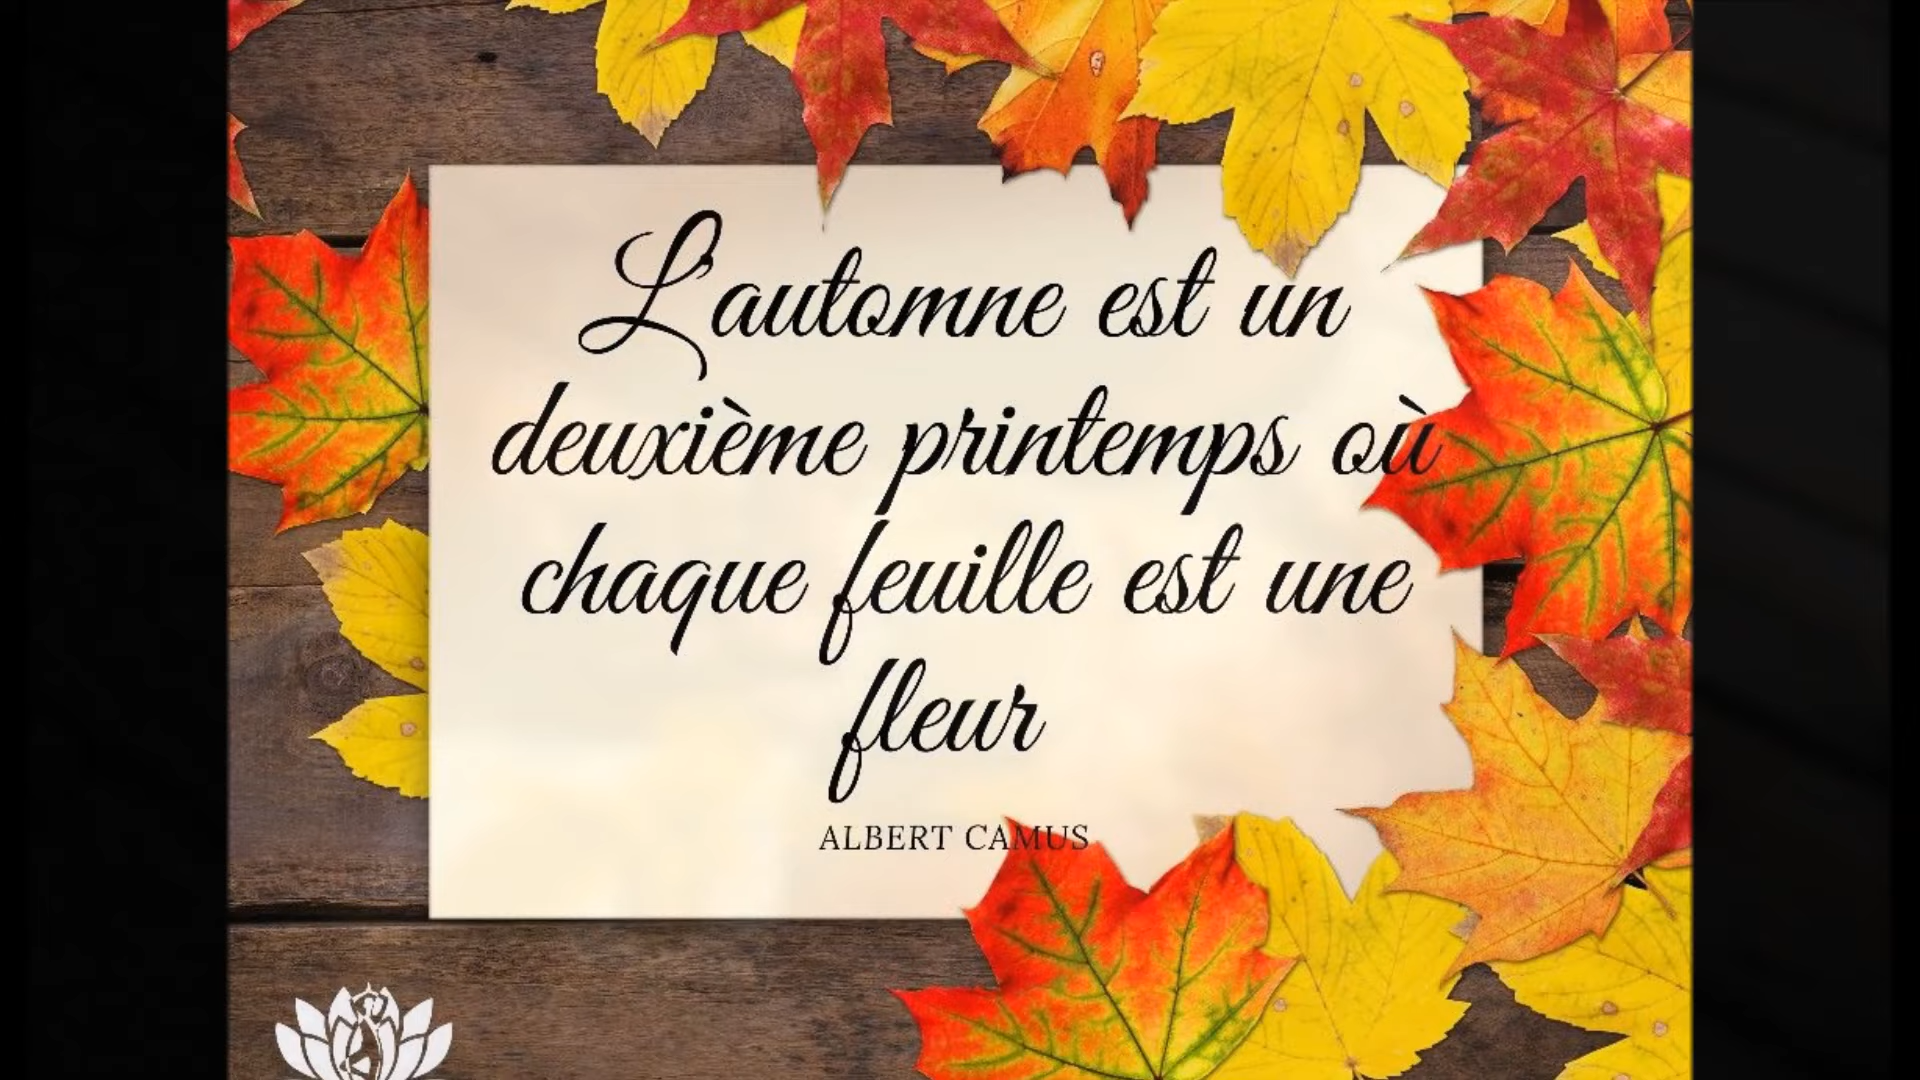 L'automne est un
deuxième printemps où
chaque feuille est une
fleur
ALBERT CAMUS